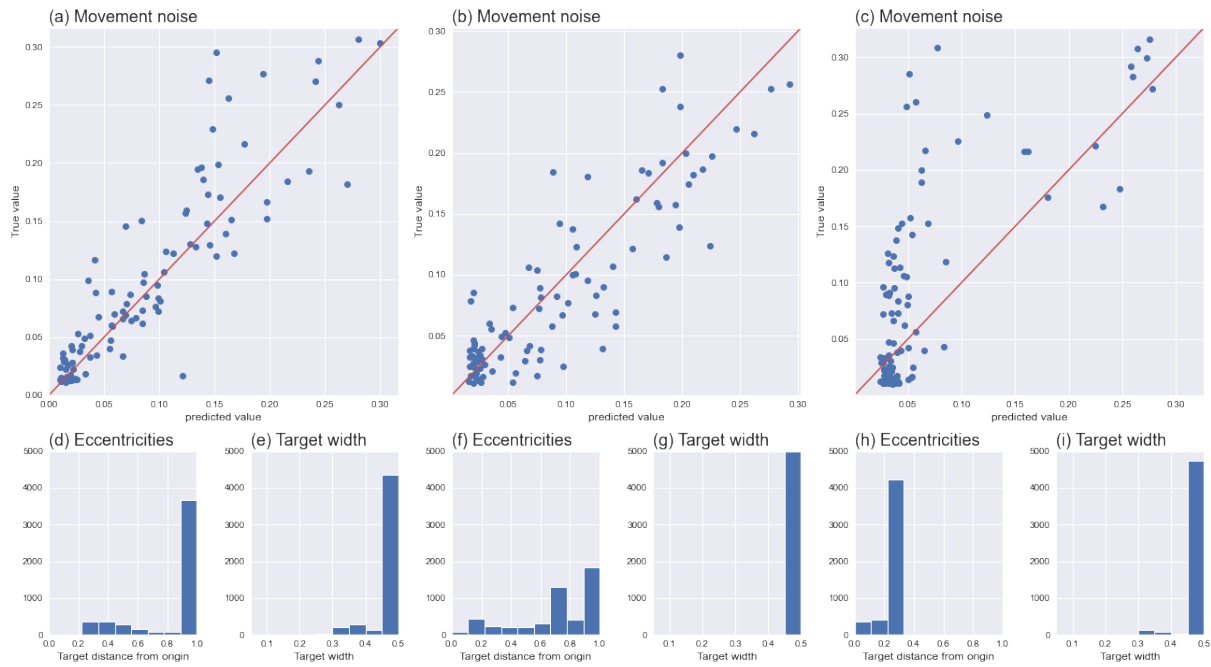 (a) Movement noise
0.30
0.25
0.20
0.15
0.10
0.05
0.00
True value
0.00 0.05 0.10 0.15 0.20 0.25 0.30
predicted value
(b) Movement noise
0.30
0.25
0.20
0.15
0.10
0.05
True value
0.05 0.10 0.15 0.20 0.25 0.30
predicted value
(c) Movement noise
0.30
0.25
0.20
0.15
0.10
0.05
True value
0.05 0.10 0.15 0.20 0.25 0.30
predicted value
(d) Eccentricities
5000
4000
3000
2000
1000
0
0.0 0.2 0.4 0.6 0.8 1.0
Target distance from origin
(e) Target width
5000
4000
3000
2000
1000
0
0.1 0.2 0.3 0.4 0.5
Target width
(f) Eccentricities
5000
4000
3000
2000
1000
0
0.0 0.2 0.4 0.6 0.8 1.0
Target distance from origin
(g) Target width
5000
4000
3000
2000
1000
0
0.1 0.2 0.3 0.4 0.5
Target width
(h) Eccentricities
5000
4000
3000
2000
1000
0
0.0 0.2 0.4 0.6 0.8 1.0
Target distance from origin
(i) Target width
5000
4000
3000
2000
1000
0
0.1 0.2 0.3 0.4 0.5
Target width